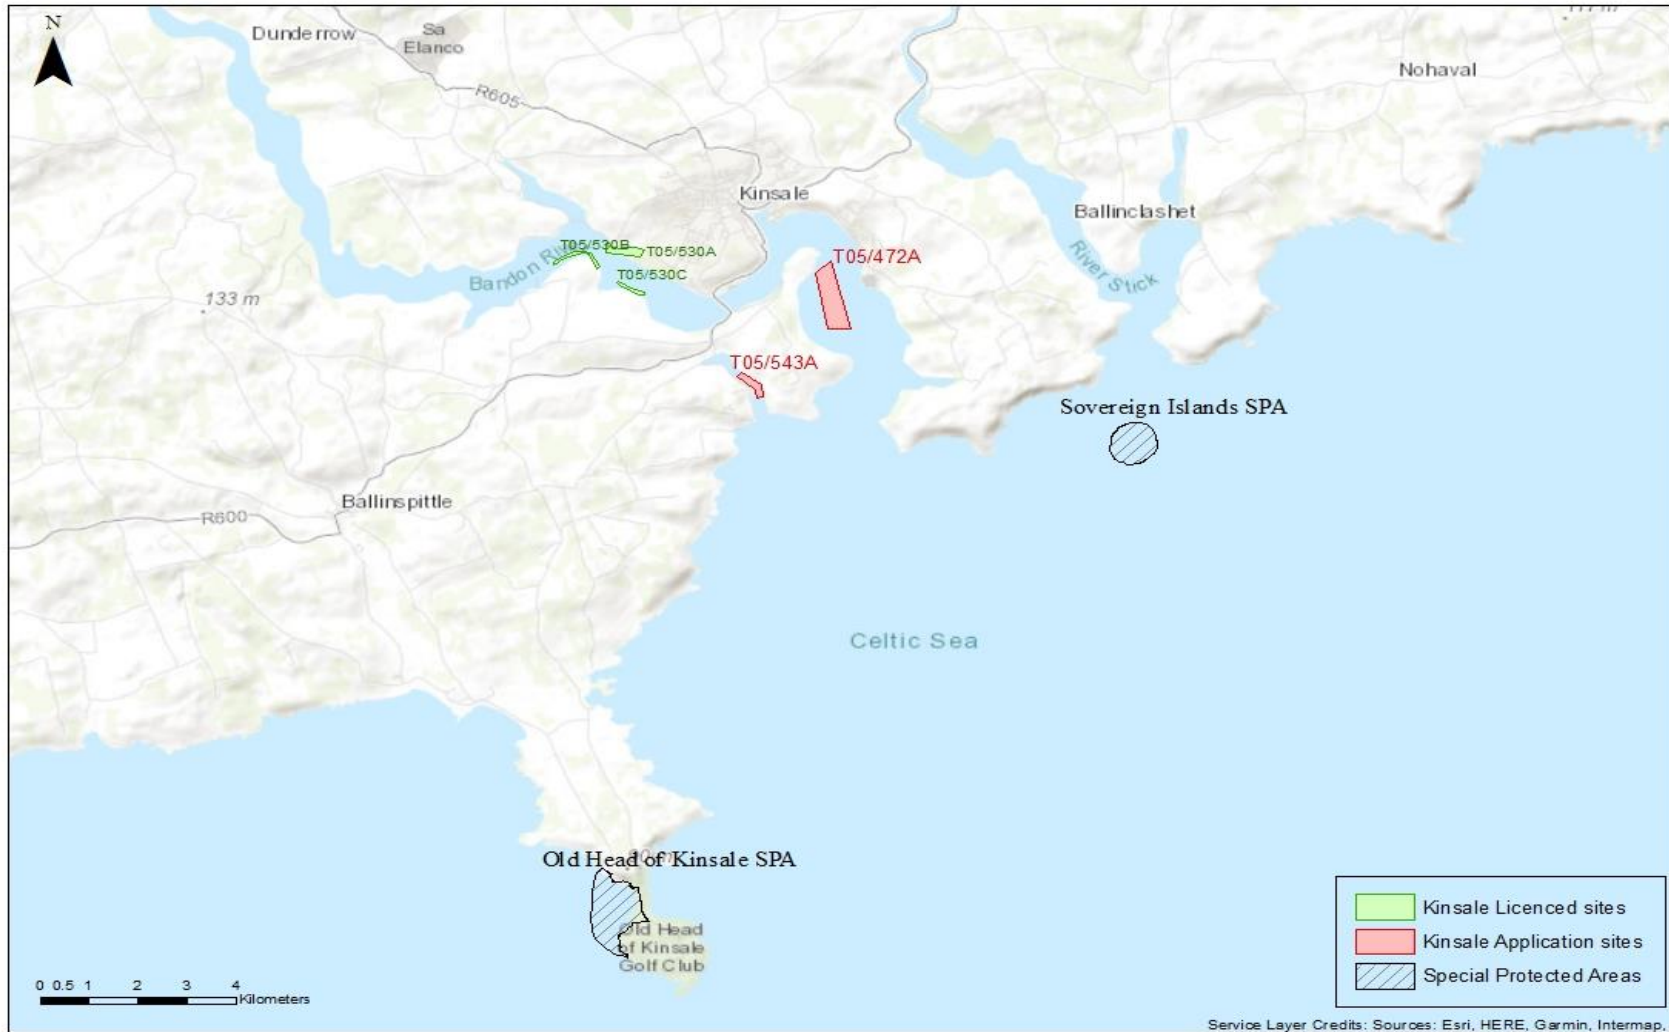 N
Dunderrow
Sa
Elanco
111 m
Nohaval
R605
Kinsale
Ballinclashet
T05/530B
T05/530A
Bandon River
T05/530C
T05/472A
River Stick
133 m
T05/543A
Sovereign Islands SPA
Ballinspittle
R600
Celtic Sea
Old Head of Kinsale SPA
Old Head
of Kinsale
Golf Club
Kinsale Licenced sites
Kinsale Application sites
Special Protected Areas
0 0.5 1 2 3 4
Kilometers
Service Layer Credits: Sources: Esri, HERE, Garmin, Intermap,